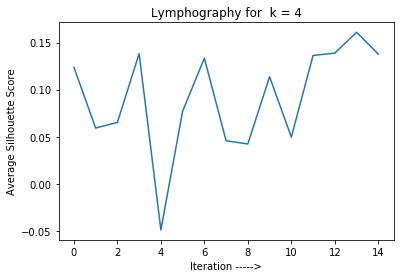 Lymphography for  k = 4
Average Silhouette Score
0.15
0.10
0.05
0.00
−0.05
0 2 4 6 8 10 12 14
Iteration ----->